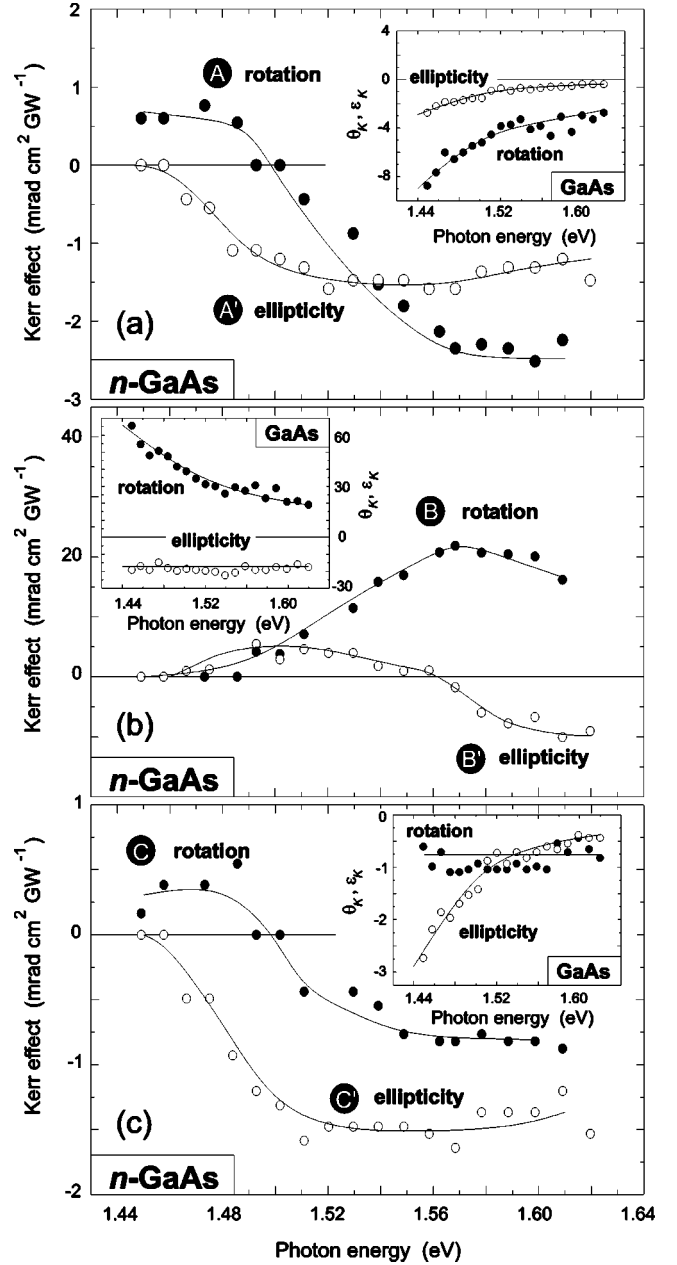 2
1
0
-1
-2
-3
Kerr effect (mrad cm² GW⁻¹)
A rotation
A' ellipticity
(a)
n-GaAs
4
0
-4
-8
θK, εK
ellipticity
rotation
GaAs
1.44 1.52 1.60
Photon energy (eV)
40
20
0
Kerr effect (mrad cm² GW⁻¹)
GaAs
rotation
ellipticity
60
30
0
-30
θK, εK
1.44 1.52 1.60
Photon energy (eV)
B rotation
B' ellipticity
(b)
n-GaAs
1
0
-1
-2
Kerr effect (mrad cm² GW⁻¹)
C rotation
C' ellipticity
(c)
n-GaAs
rotation
ellipticity
0
-1
-2
-3
θK, εK
GaAs
1.44 1.52 1.60
Photon energy (eV)
1.44 1.48 1.52 1.56 1.60 1.64
Photon energy (eV)